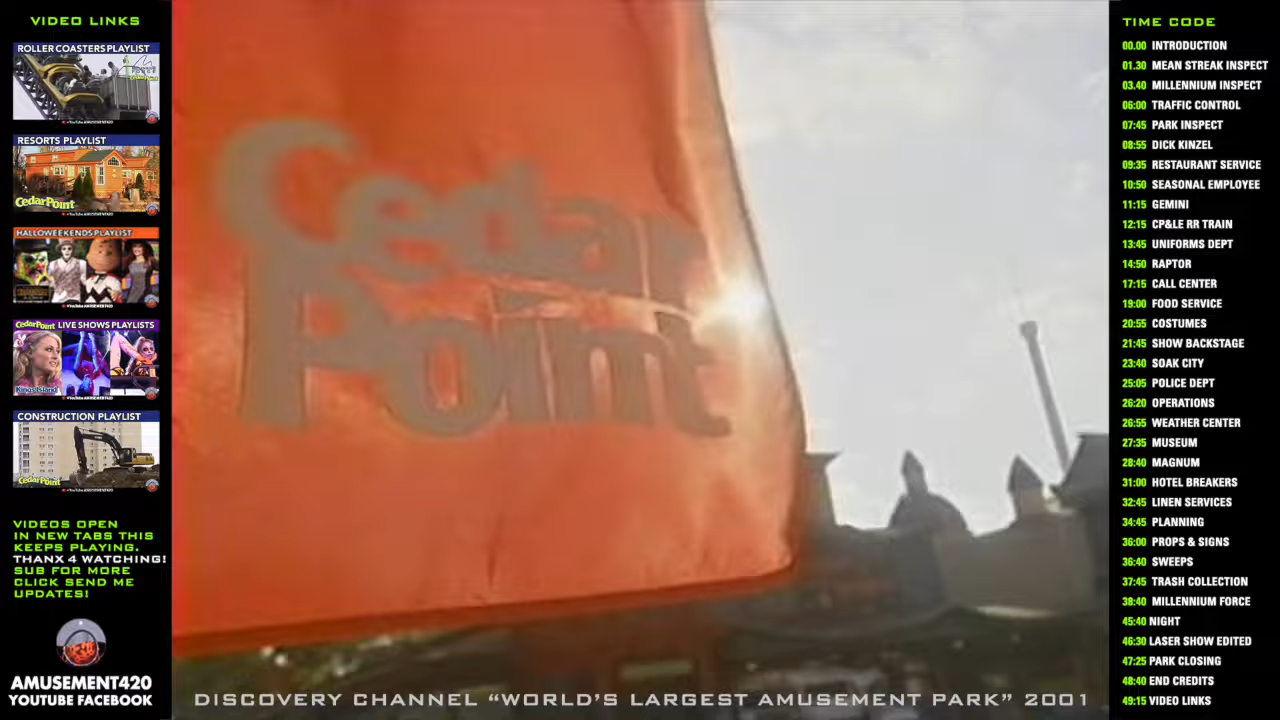 VIDEO LINKS
ROLLER COASTERS PLAYLIST
CedarPoint
RESORTS PLAYLIST
CedarPoint
HALLOWEEKENDS PLAYLIST
CedarPoint LIVE SHOWS PLAYLISTS
KingsIsland
CONSTRUCTION PLAYLIST
CedarPoint
VIDEOS OPEN
IN NEW TABS THIS
KEEPS PLAYING.
THANX 4 WATCHING!
SUB FOR MORE
CLICK SEND ME
UPDATES!
AMUSEMENT420
YOUTUBE FACEBOOK
Cedar
Point
DISCOVERY CHANNEL “WORLD’S LARGEST AMUSEMENT PARK” 2001
TIME CODE
00.00 INTRODUCTION
01.30 MEAN STREAK INSPECT
03.40 MILLENNIUM INSPECT
06:00 TRAFFIC CONTROL
07:45 PARK INSPECT
08:55 DICK KINZEL
09:35 RESTAURANT SERVICE
10:50 SEASONAL EMPLOYEE
11:15 GEMINI
12:15 CP&LE RR TRAIN
13:45 UNIFORMS DEPT
14:50 RAPTOR
17:15 CALL CENTER
19:00 FOOD SERVICE
20:55 COSTUMES
21:45 SHOW BACKSTAGE
23:40 SOAK CITY
25:05 POLICE DEPT
26:20 OPERATIONS
26:55 WEATHER CENTER
27:35 MUSEUM
28:40 MAGNUM
31:00 HOTEL BREAKERS
32:45 LINEN SERVICES
34:45 PLANNING
36:00 PROPS & SIGNS
36:40 SWEEPS
37:45 TRASH COLLECTION
38:40 MILLENNIUM FORCE
45:40 NIGHT
46:30 LASER SHOW EDITED
47:25 PARK CLOSING
48:40 END CREDITS
49:15 VIDEO LINKS